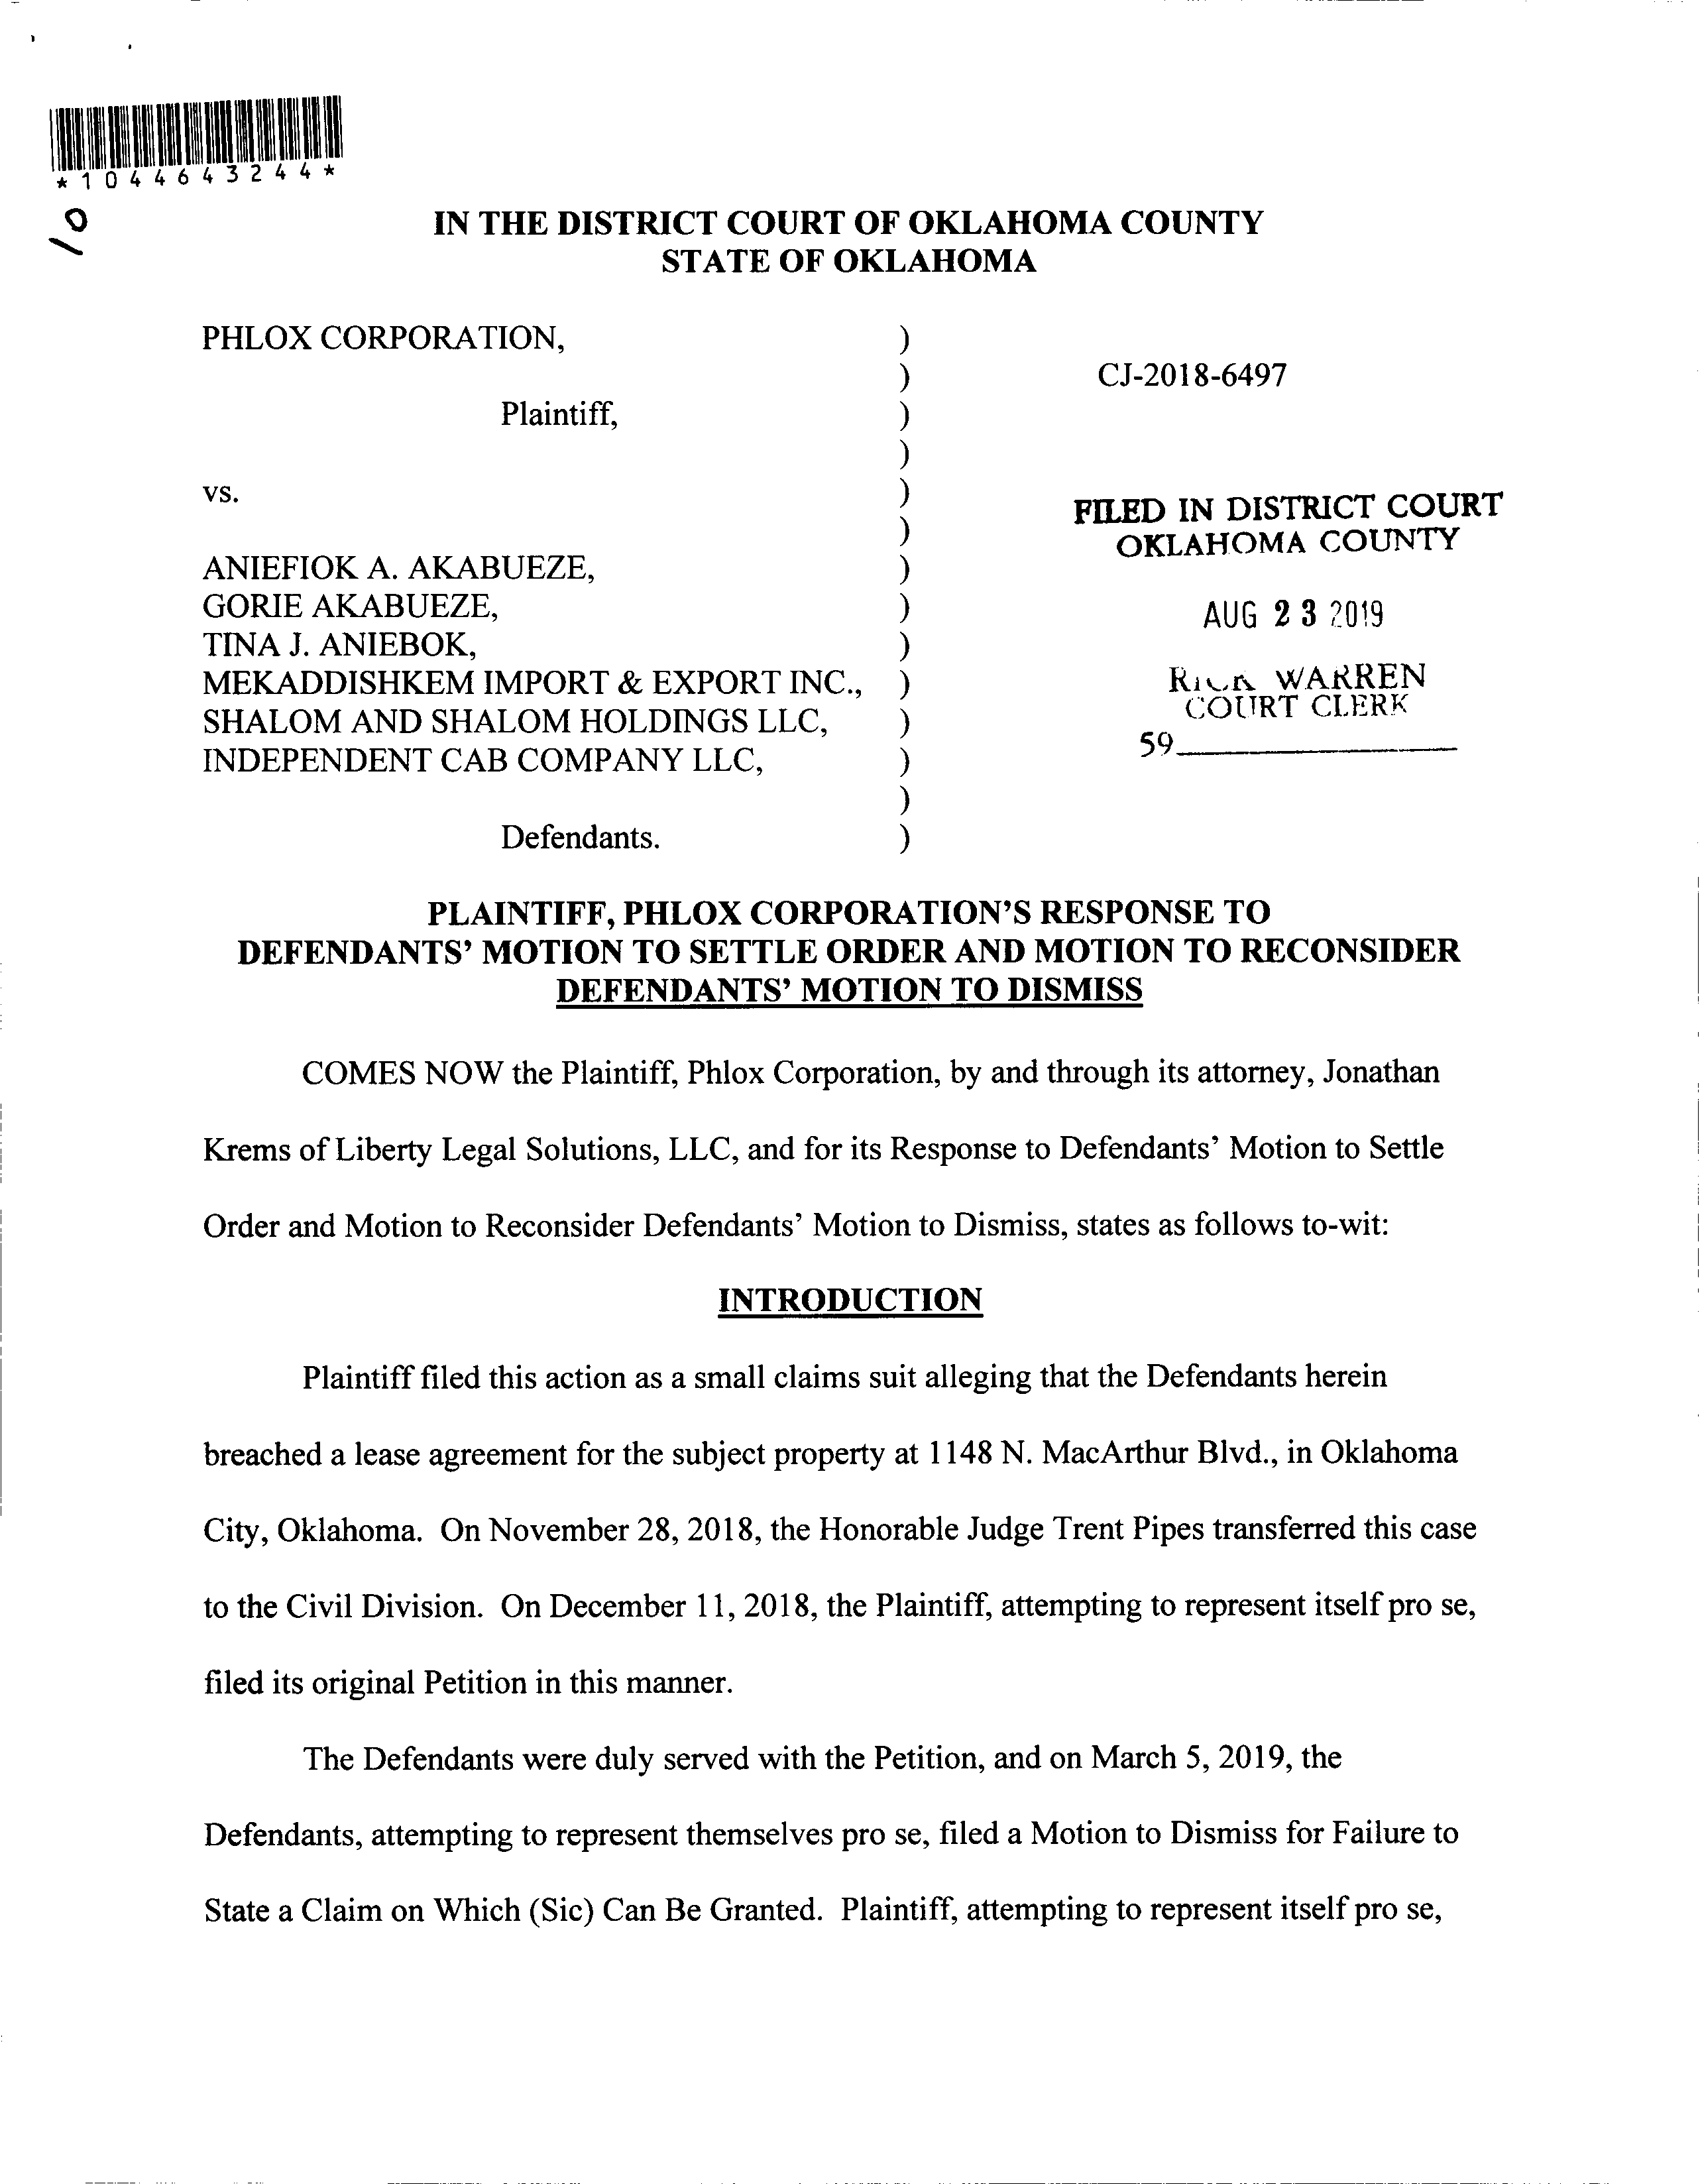 *1044643244*
10
IN THE DISTRICT COURT OF OKLAHOMA COUNTY
STATE OF OKLAHOMA
PHLOX CORPORATION, )
) CJ-2018-6497
Plaintiff, )
)
vs. )
) FILED IN DISTRICT COURT
OKLAHOMA COUNTY
ANIEFIOK A. AKABUEZE, )
GORIE AKABUEZE, ) AUG 23 2019
TINA J. ANIEBOK, )
MEKADDISHKEM IMPORT & EXPORT INC., ) RICK WARREN
SHALOM AND SHALOM HOLDINGS LLC, ) COURT CLERK
INDEPENDENT CAB COMPANY LLC, ) 59
)
Defendants. )
PLAINTIFF, PHLOX CORPORATION'S RESPONSE TO
DEFENDANTS' MOTION TO SETTLE ORDER AND MOTION TO RECONSIDER
DEFENDANTS' MOTION TO DISMISS
COMES NOW the Plaintiff, Phlox Corporation, by and through its attorney, Jonathan
Krems of Liberty Legal Solutions, LLC, and for its Response to Defendants' Motion to Settle
Order and Motion to Reconsider Defendants' Motion to Dismiss, states as follows to-wit:
INTRODUCTION
Plaintiff filed this action as a small claims suit alleging that the Defendants herein
breached a lease agreement for the subject property at 1148 N. MacArthur Blvd., in Oklahoma
City, Oklahoma. On November 28, 2018, the Honorable Judge Trent Pipes transferred this case
to the Civil Division. On December 11, 2018, the Plaintiff, attempting to represent itself pro se,
filed its original Petition in this manner.
The Defendants were duly served with the Petition, and on March 5, 2019, the
Defendants, attempting to represent themselves pro se, filed a Motion to Dismiss for Failure to
State a Claim on Which (Sic) Can Be Granted. Plaintiff, attempting to represent itself pro se,